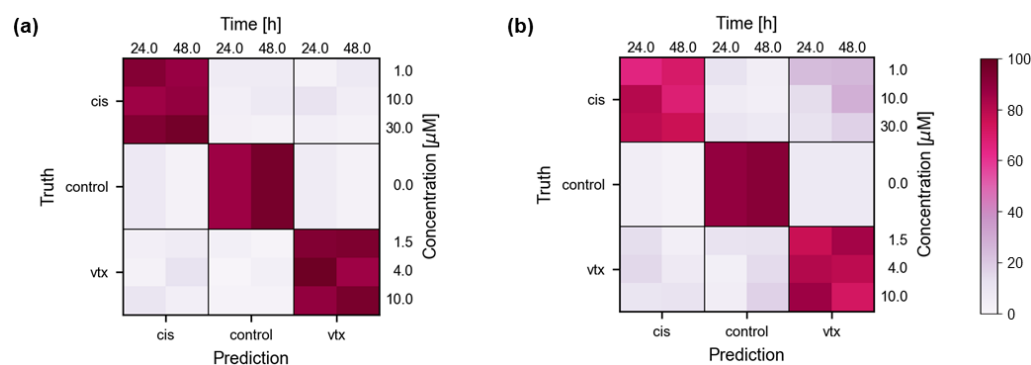 (a)
Time [h]
24.0 48.0 24.0 48.0 24.0 48.0
cis
control
vtx
Truth
1.0
10.0
30.0
0.0
1.5
4.0
10.0
Concentration [µM]
cis control vtx
Prediction
(b)
Time [h]
24.0 48.0 24.0 48.0 24.0 48.0
cis
control
vtx
Truth
1.0
10.0
30.0
0.0
1.5
4.0
10.0
Concentration [µM]
cis control vtx
Prediction
100
80
60
40
20
0